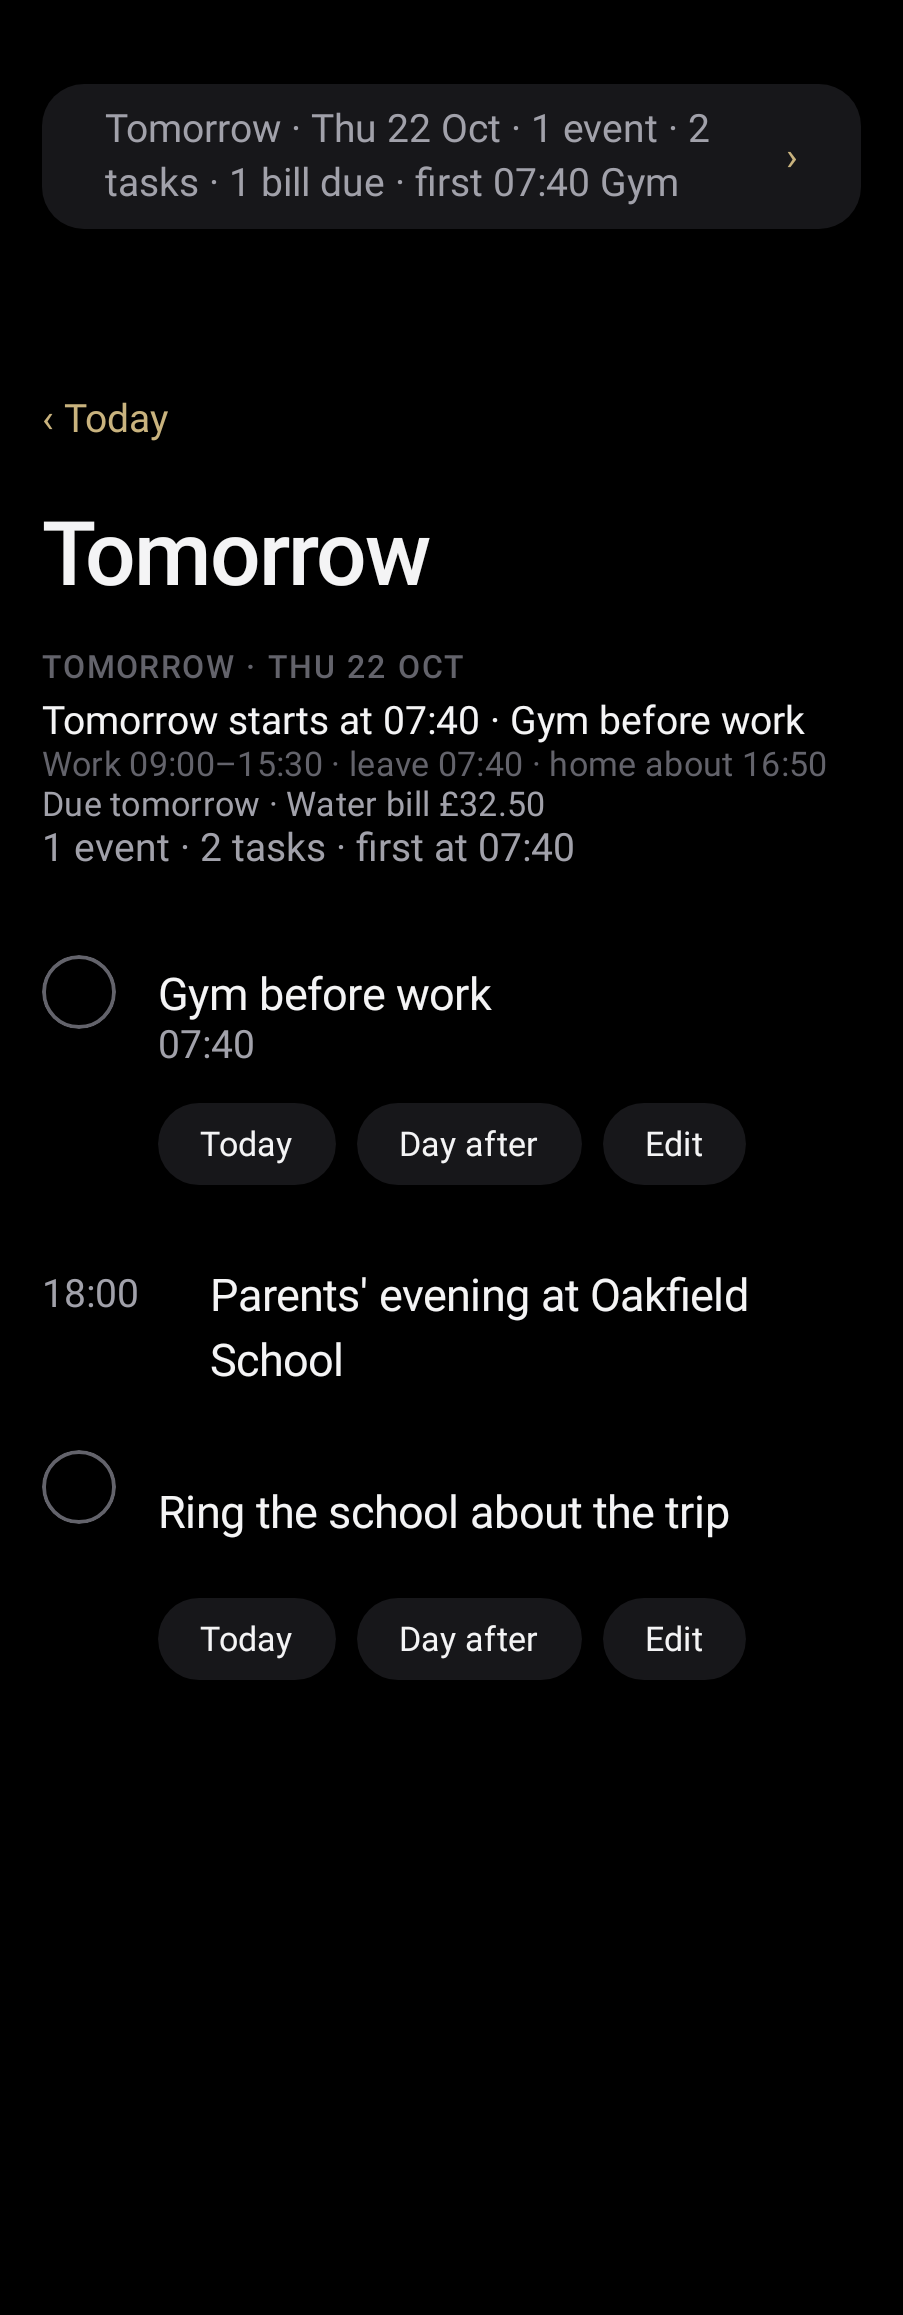 Tomorrow · Thu 22 Oct · 1 event · 2
tasks · 1 bill due · first 07:40 Gym
›
‹ Today
Tomorrow
TOMORROW · THU 22 OCT
Tomorrow starts at 07:40 · Gym before work
Work 09:00–15:30 · leave 07:40 · home about 16:50
Due tomorrow · Water bill £32.50
1 event · 2 tasks · first at 07:40
Gym before work
07:40
Today Day after Edit
18:00 Parents' evening at Oakfield
School
Ring the school about the trip
Today Day after Edit